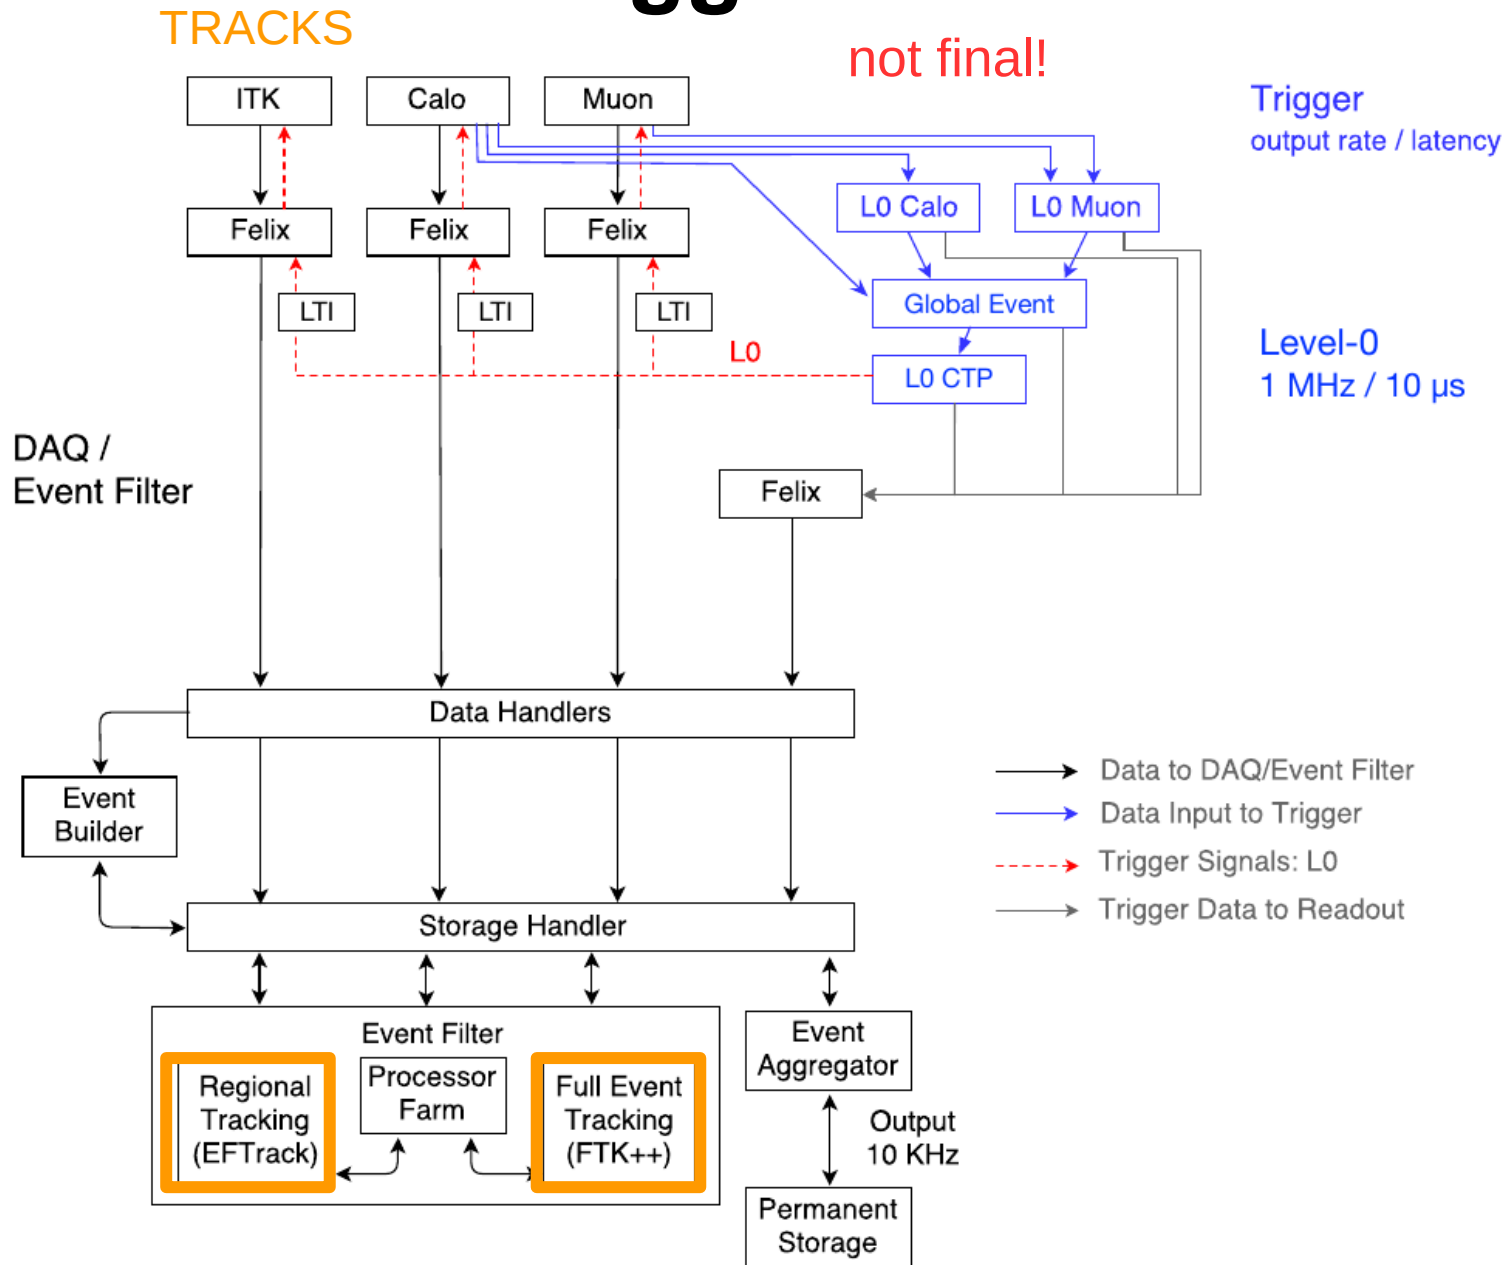 TRACKS
not final!
ITK
Calo
Muon
Trigger
output rate / latency
L0 Calo
L0 Muon
Felix
Felix
Felix
LTI
LTI
LTI
Global Event
L0
L0 CTP
Level-0
1 MHz / 10 µs
DAQ /
Event Filter
Felix
Data Handlers
Event
Builder
Data to DAQ/Event Filter
Data Input to Trigger
Trigger Signals: L0
Trigger Data to Readout
Storage Handler
Event Filter
Regional
Tracking
(EFTrack)
Processor
Farm
Full Event
Tracking
(FTK++)
Event
Aggregator
Output
10 KHz
Permanent
Storage